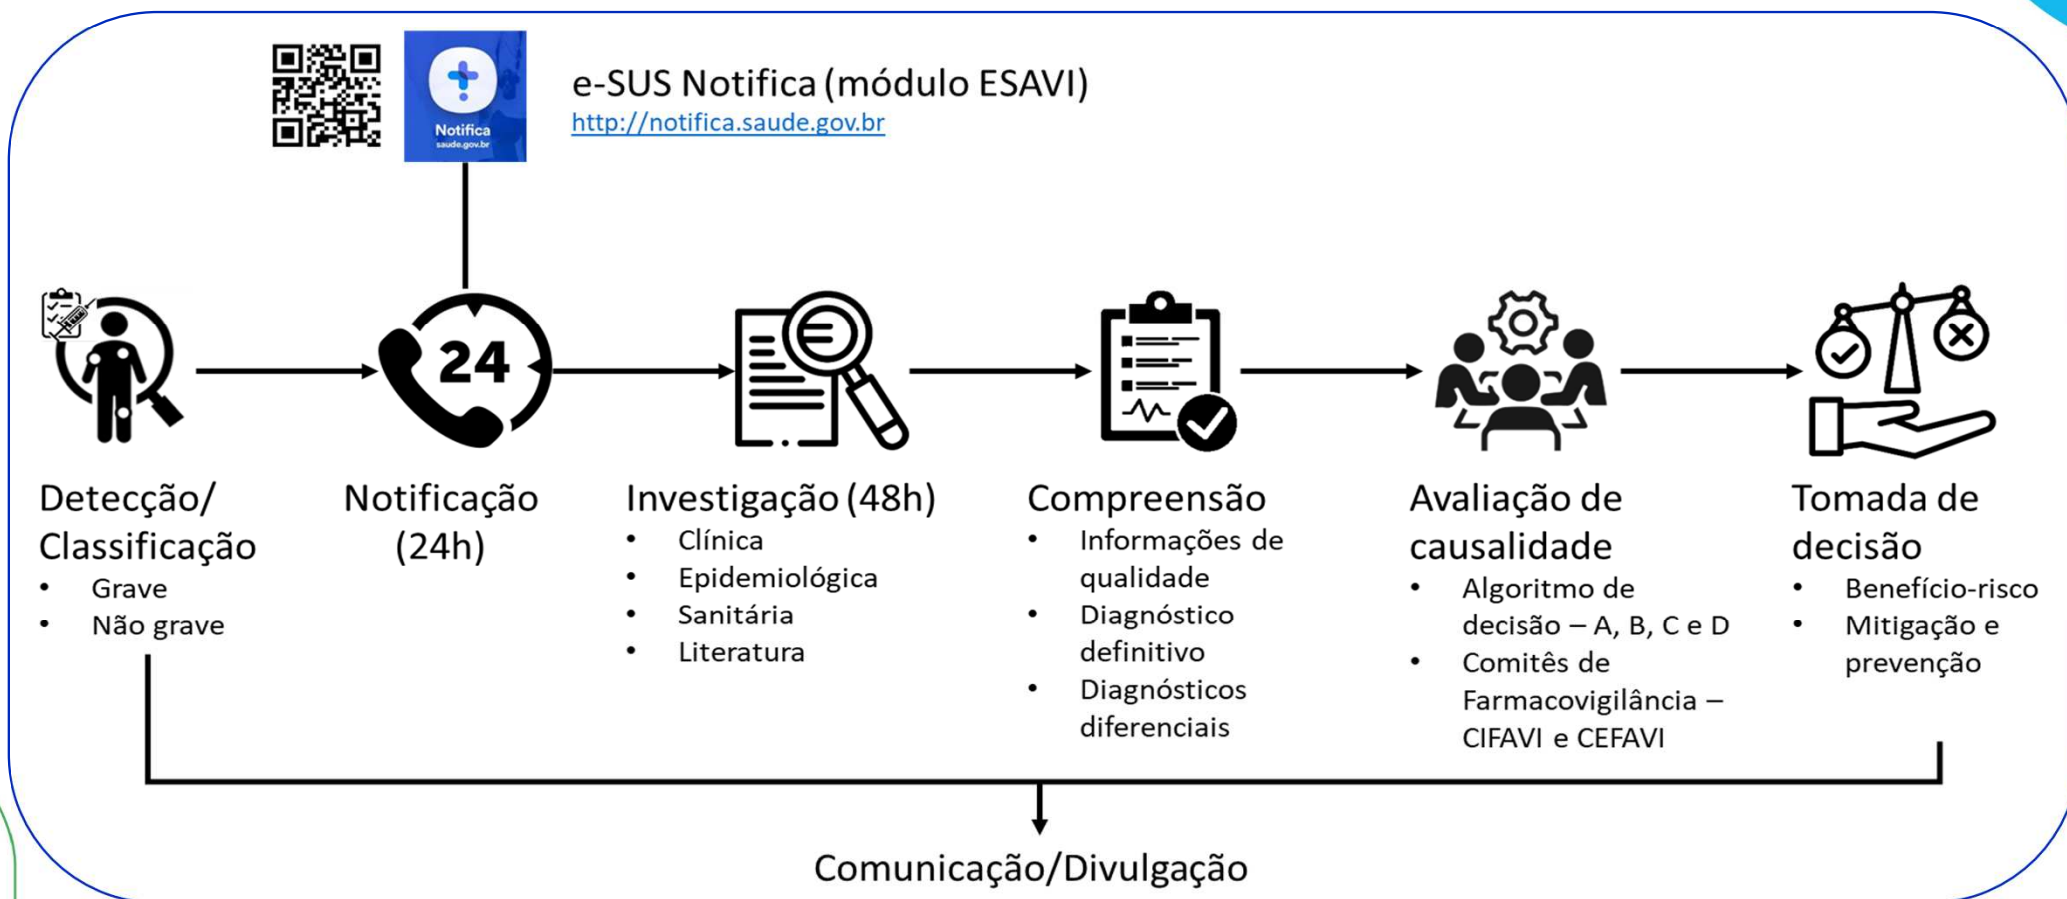 e-SUS Notifica (módulo ESAVI)
http://notifica.saude.gov.br
Notifica
saude.gov.br
24
Detecção/
Classificação
• Grave
• Não grave
Notificação
(24h)
Investigação (48h)
• Clínica
• Epidemiológica
• Sanitária
• Literatura
Compreensão
• Informações de
qualidade
• Diagnóstico
definitivo
• Diagnósticos
diferenciais
Avaliação de
causalidade
• Algoritmo de
decisão – A, B, C e D
• Comitês de
Farmacovigilância –
CIFAVI e CEFAVI
Tomada de
decisão
• Benefício-risco
• Mitigação e
prevenção
Comunicação/Divulgação